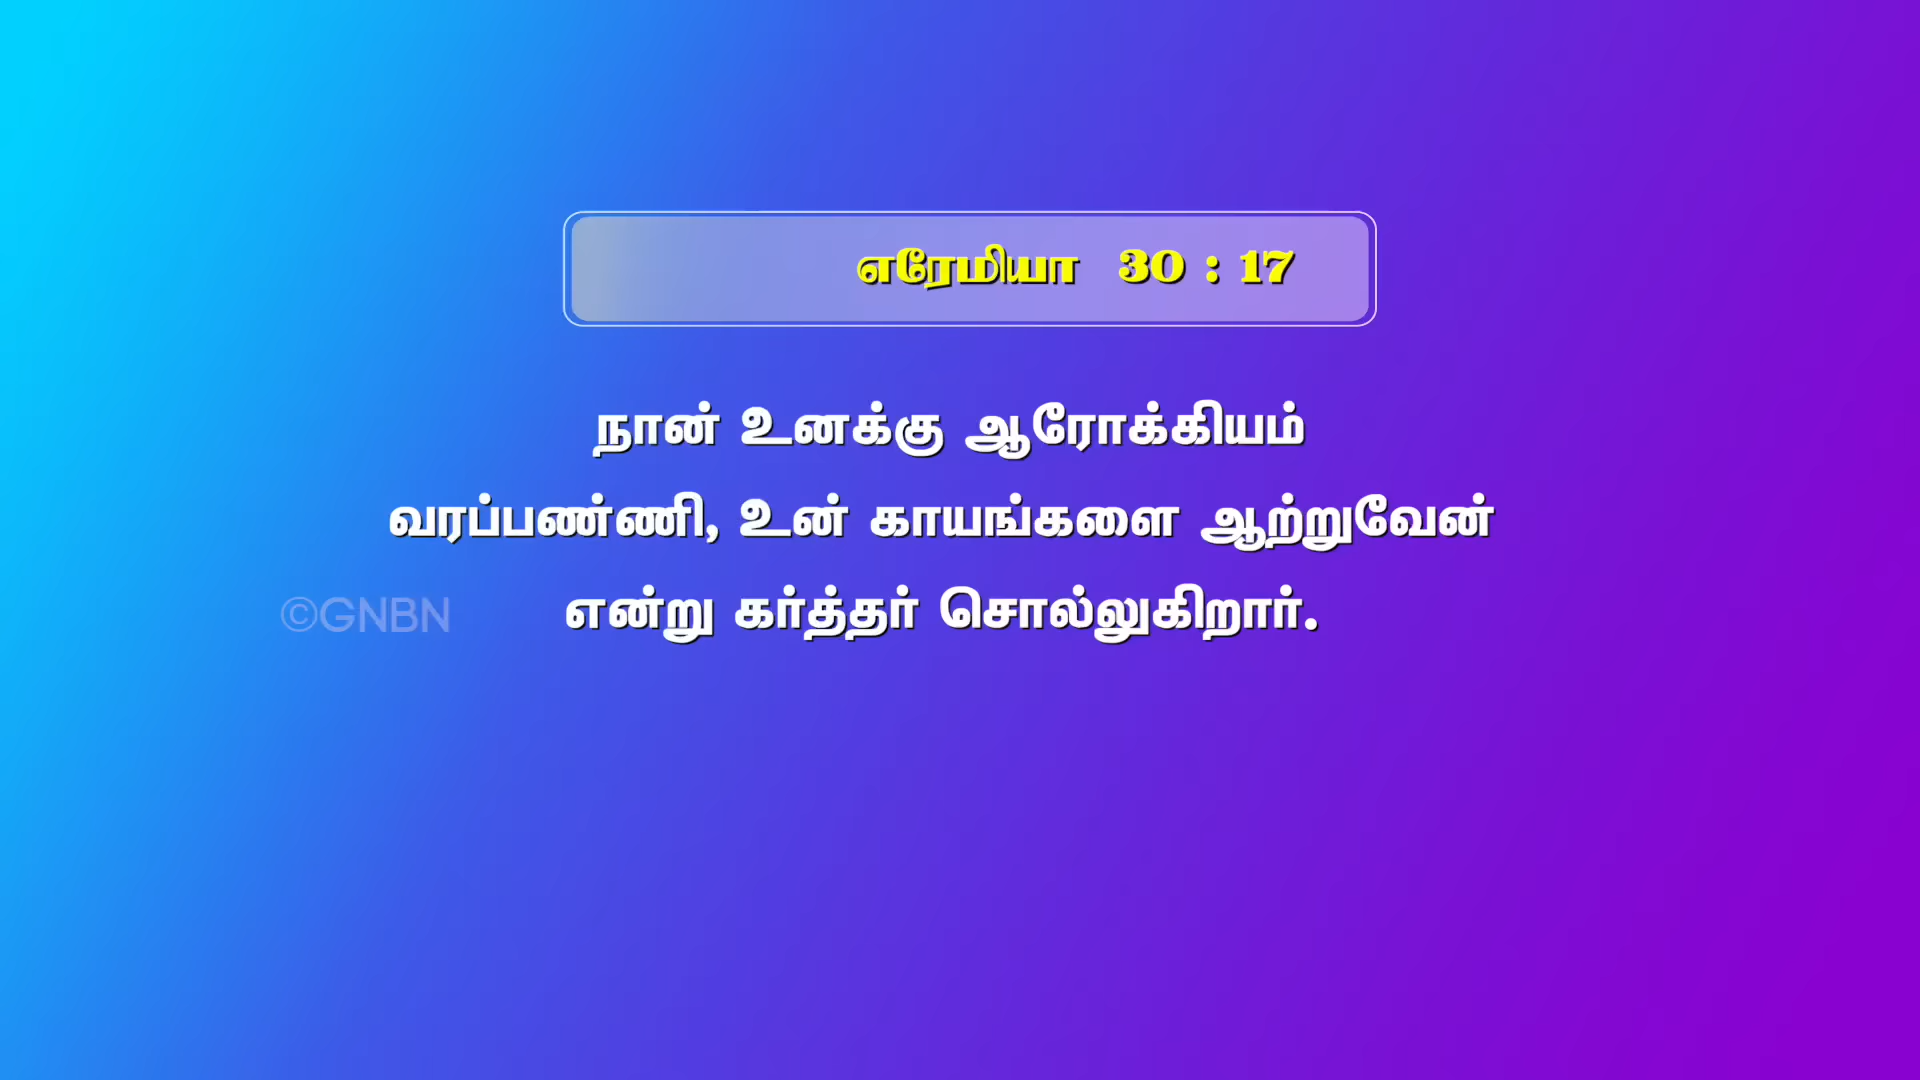 எரேமியா 30 : 17
நான் உனக்கு ஆரோக்கியம்
வரப்பண்ணி, உன் காயங்களை ஆற்றுவேன்
என்று கர்த்தர் சொல்லுகிறார்.
©GNBN